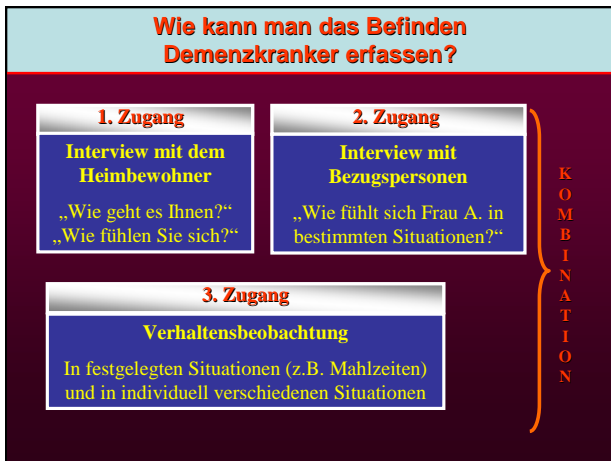 Wie kann man das Befinden
Demenzkranker erfassen?
1. Zugang
Interview mit dem
Heimbewohner
„Wie geht es Ihnen?“
„Wie fühlen Sie sich?“
2. Zugang
Interview mit
Bezugspersonen
„Wie fühlt sich Frau A. in
bestimmten Situationen?“
3. Zugang
Verhaltensbeobachtung
In festgelegten Situationen (z.B. Mahlzeiten)
und in individuell verschiedenen Situationen
KOMBINATION